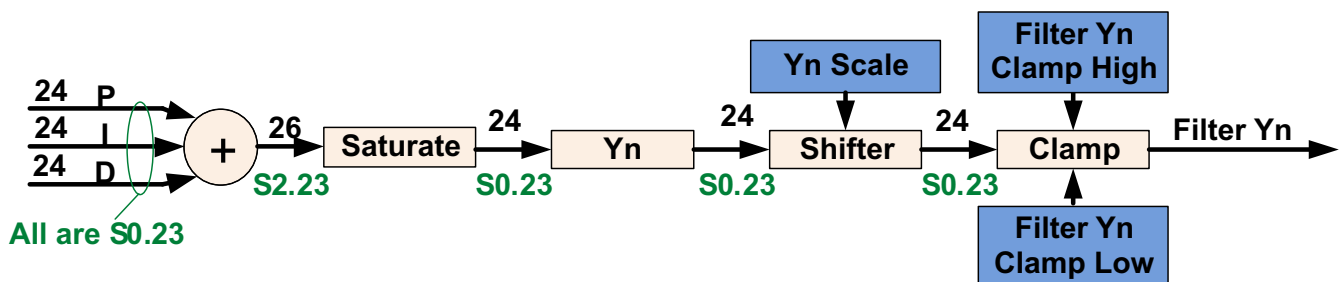 24 P
24 I
24 D
All are S0.23
+
26
S2.23
Saturate
24
S0.23
Yn
24
S0.23
Yn Scale
Shifter
24
S0.23
Filter Yn
Clamp High
Clamp
Filter Yn
Clamp Low
Filter Yn